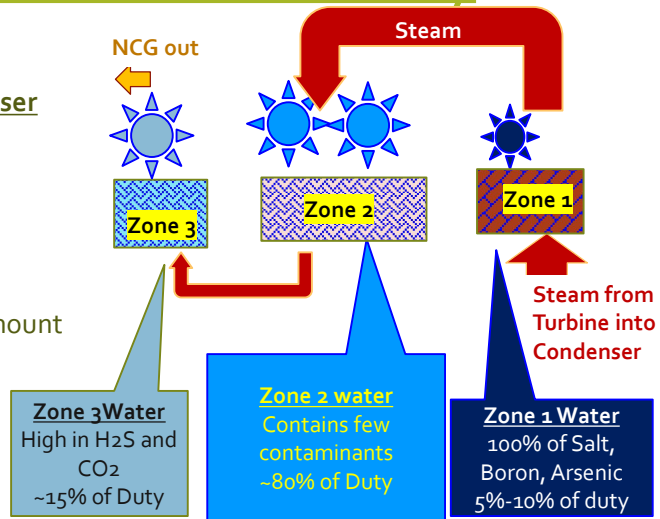 Steam
NCG out
ser
Zone 3
Zone 2
Zone 1
mount
Steam from
Turbine into
Condenser
Zone 3Water
High in H2S and
CO2
~15% of Duty
Zone 2 water
Contains few
contaminants
~80% of Duty
Zone 1 Water
100% of Salt,
Boron, Arsenic
5%-10% of duty